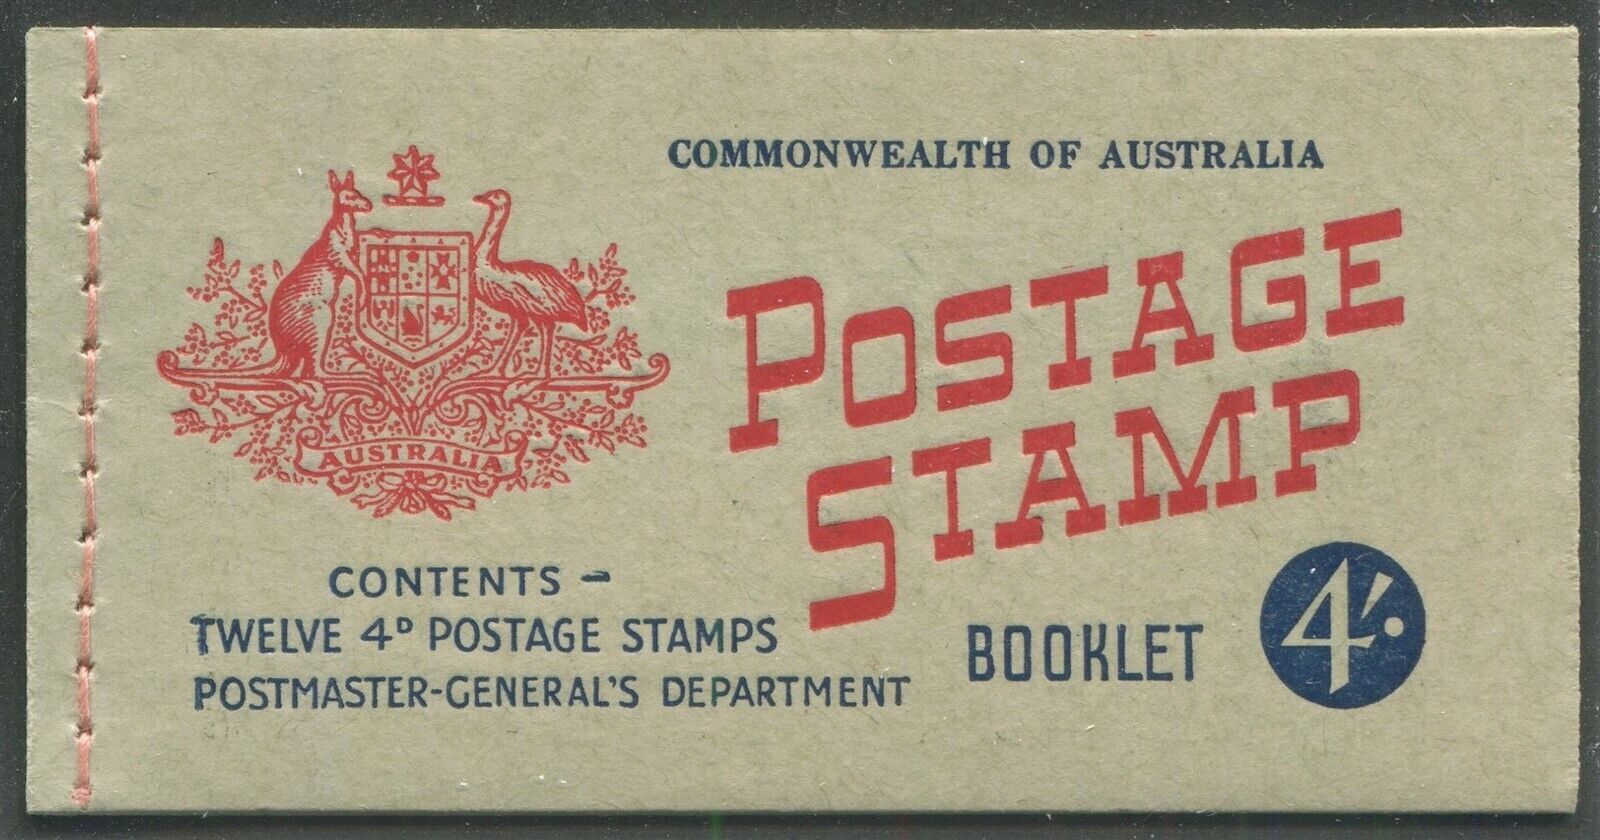 COMMONWEALTH OF AUSTRALIA
POSTAGE
STAMP
BOOKLET 4/.
AUSTRALIA
CONTENTS –
TWELVE 4D POSTAGE STAMPS
POSTMASTER-GENERAL'S DEPARTMENT